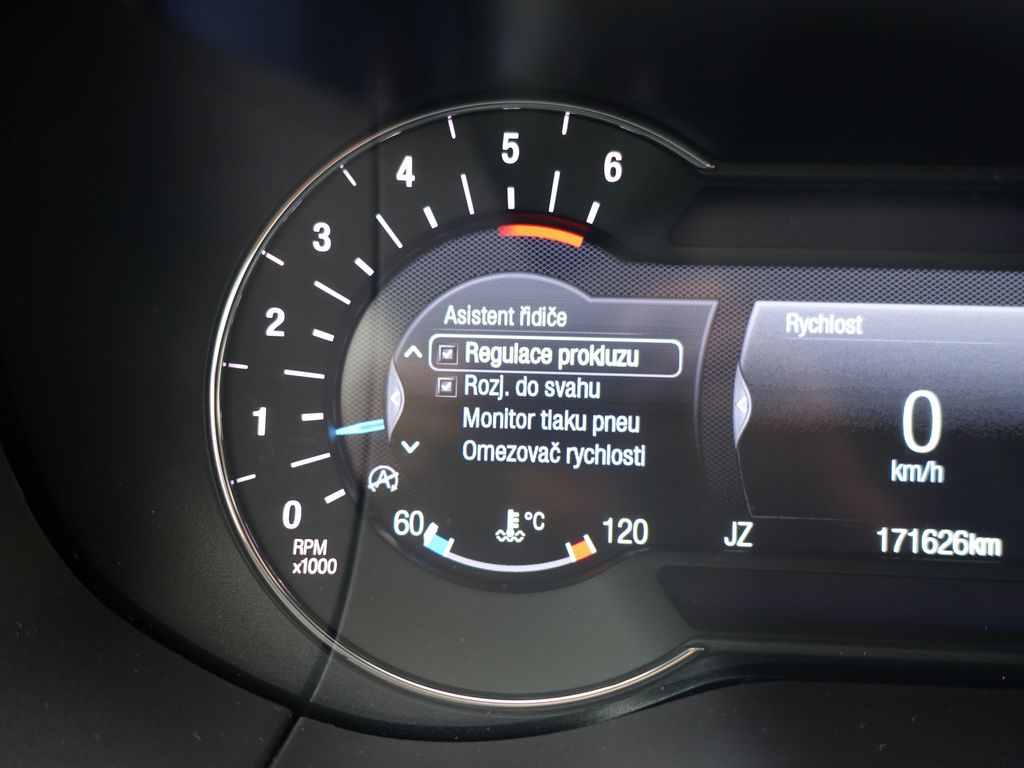 6
5
4
3
2
1
0
RPM
x1000
Asistent řidiče
Regulace prokluzu
Rozj. do svahu
Monitor tlaku pneu
Omezovač rychlosti
A
60
°C
120
Rychlost
0
km/h
JZ
171626km